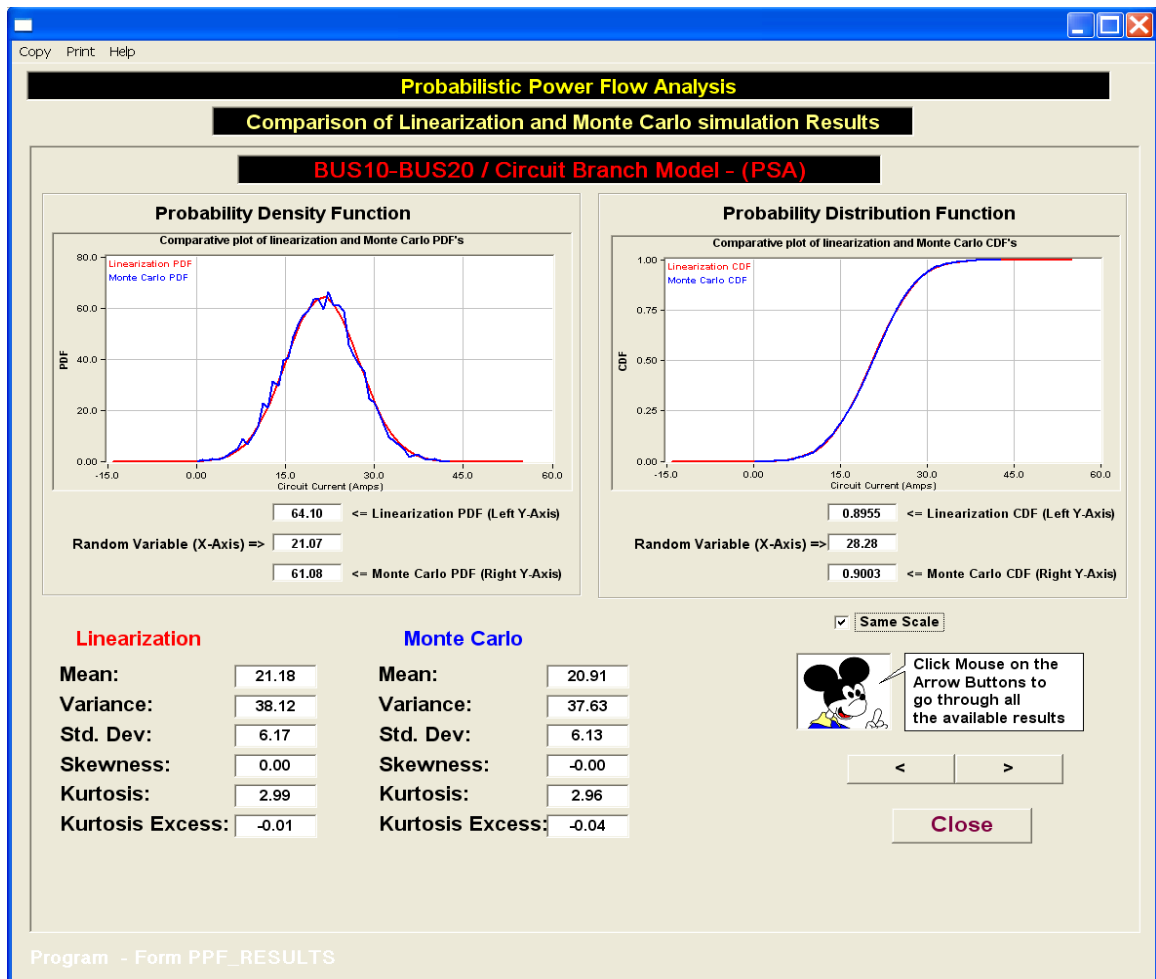 Copy Print Help
Probabilistic Power Flow Analysis
Comparison of Linearization and Monte Carlo simulation Results
BUS10-BUS20 / Circuit Branch Model - (PSA)
Probability Density Function
Comparative plot of linearization and Monte Carlo PDF's
80.0
60.0
40.0
20.0
0.00
PDF
Linearization PDF
Monte Carlo PDF
-15.0 0.00 15.0 30.0 45.0 60.0
Circuit Current (Amps)
64.10 <= Linearization PDF (Left Y-Axis)
Random Variable (X-Axis) => 21.07
61.08 <= Monte Carlo PDF (Right Y-Axis)
Probability Distribution Function
Comparative plot of linearization and Monte Carlo CDF's
1.00
0.75
0.50
0.25
0.00
CDF
Linearization CDF
Monte Carlo CDF
-15.0 0.00 15.0 30.0 45.0 60.0
Circuit Current (Amps)
0.8955 <= Linearization CDF (Left Y-Axis)
Random Variable (X-Axis) => 28.28
0.9003 <= Monte Carlo CDF (Right Y-Axis)
Linearization
Mean: 21.18
Variance: 38.12
Std. Dev: 6.17
Skewness: 0.00
Kurtosis: 2.99
Kurtosis Excess: -0.01
Monte Carlo
Mean: 20.91
Variance: 37.63
Std. Dev: 6.13
Skewness: -0.00
Kurtosis: 2.96
Kurtosis Excess: -0.04
Same Scale
Click Mouse on the
Arrow Buttons to
go through all
the available results
< >
Close
Program - Form PPF_RESULTS